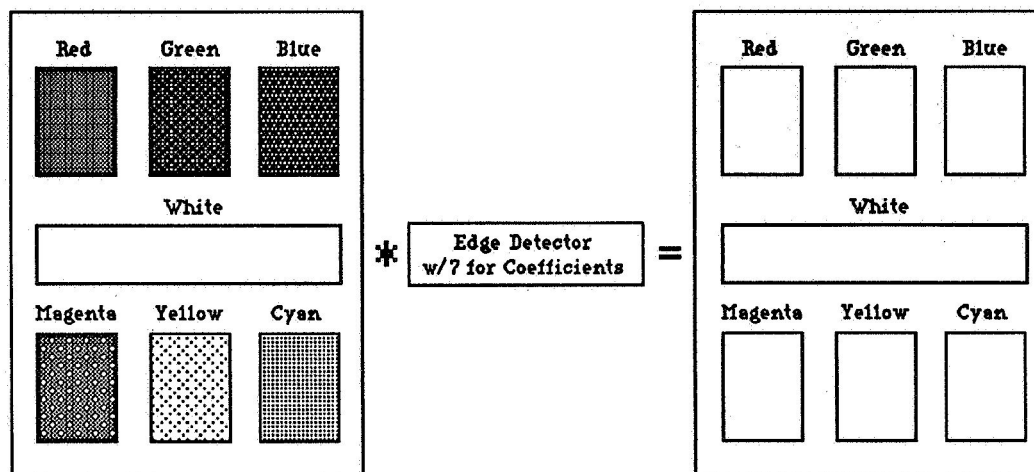 Red Green Blue
White
Magenta Yellow Cyan
*
Edge Detector
w/7 for Coefficients
=
Red Green Blue
White
Magenta Yellow Cyan